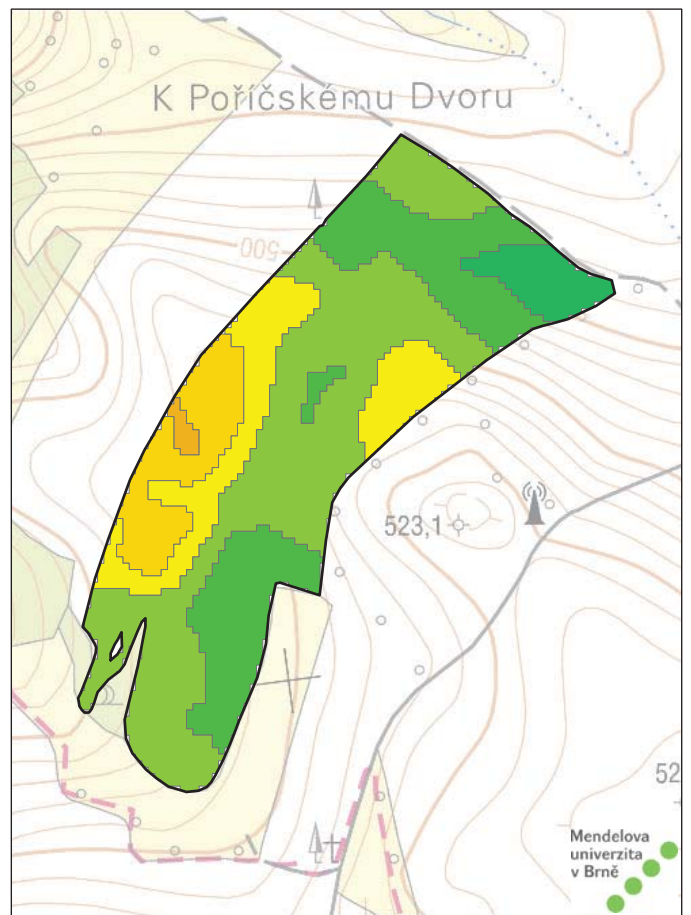 K Poříčskému Dvoru
500
523,1
52
Mendelova
univerzita
v Brně